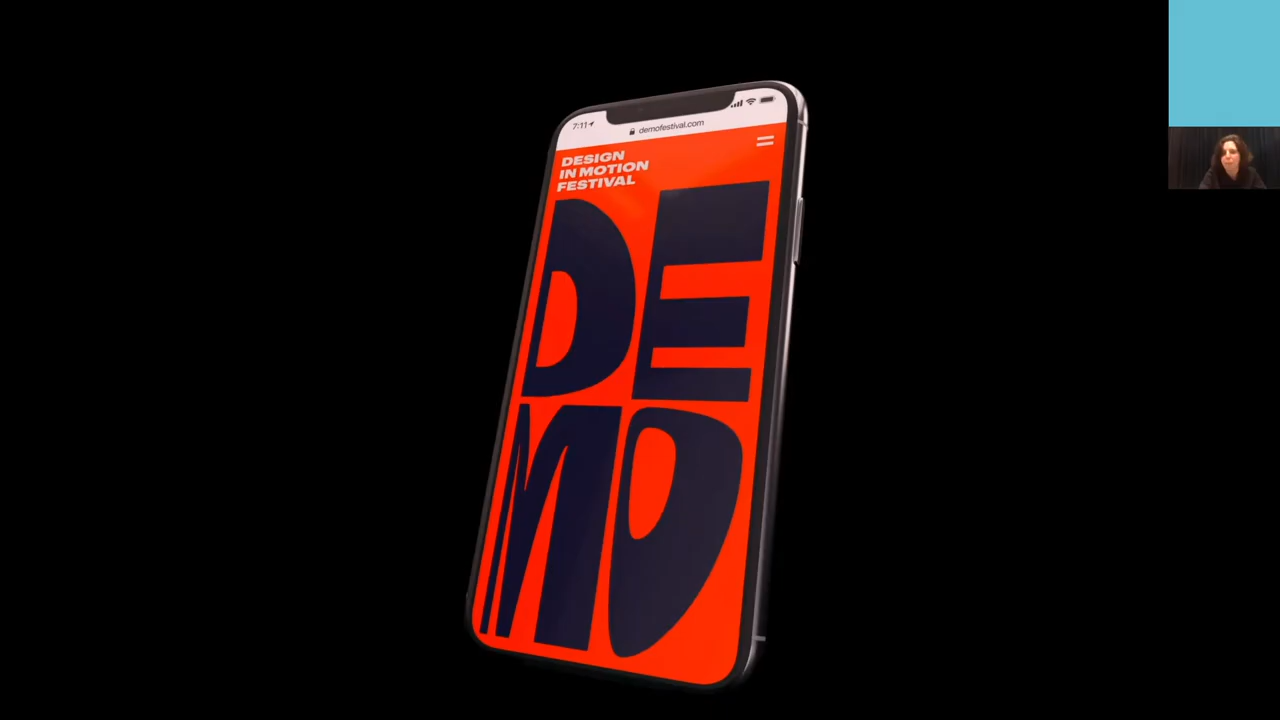 7:11
demofestival.com
DESIGN
IN MOTION
FESTIVAL
DE
MO